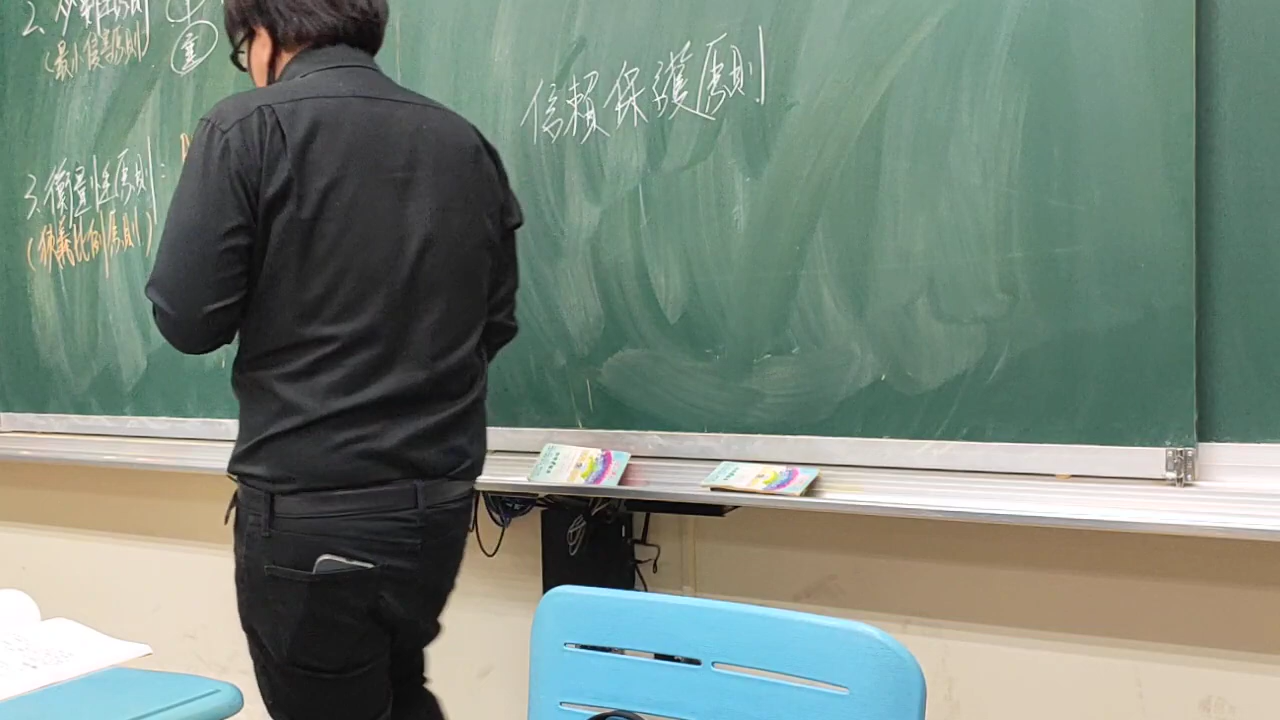 2. 必要性原則
(最小侵害原則)
重
3. 衡量性原則:
(狹義比例原則)
信賴保護原則